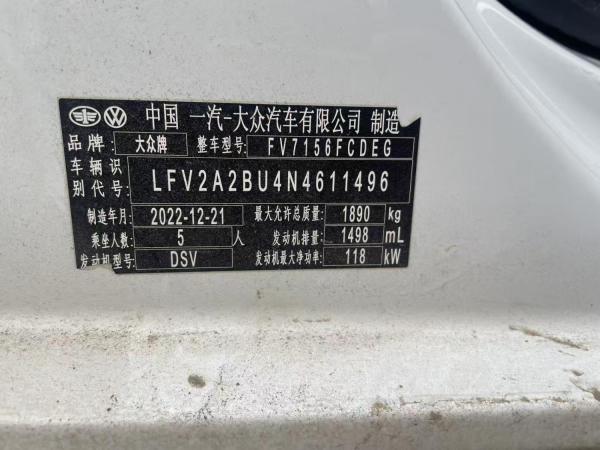 中国 一汽-大众汽车有限公司 制造
品牌: 大众牌 整车型号: FV7156FCDEG
车辆识别代号: LFV2A2BU4N4611496
制造年月: 2022-12-21 最大允许总质量: 1890 kg
乘坐人数: 5 人 发动机排量: 1498 mL
发动机型号: DSV 发动机最大净功率: 118 kW